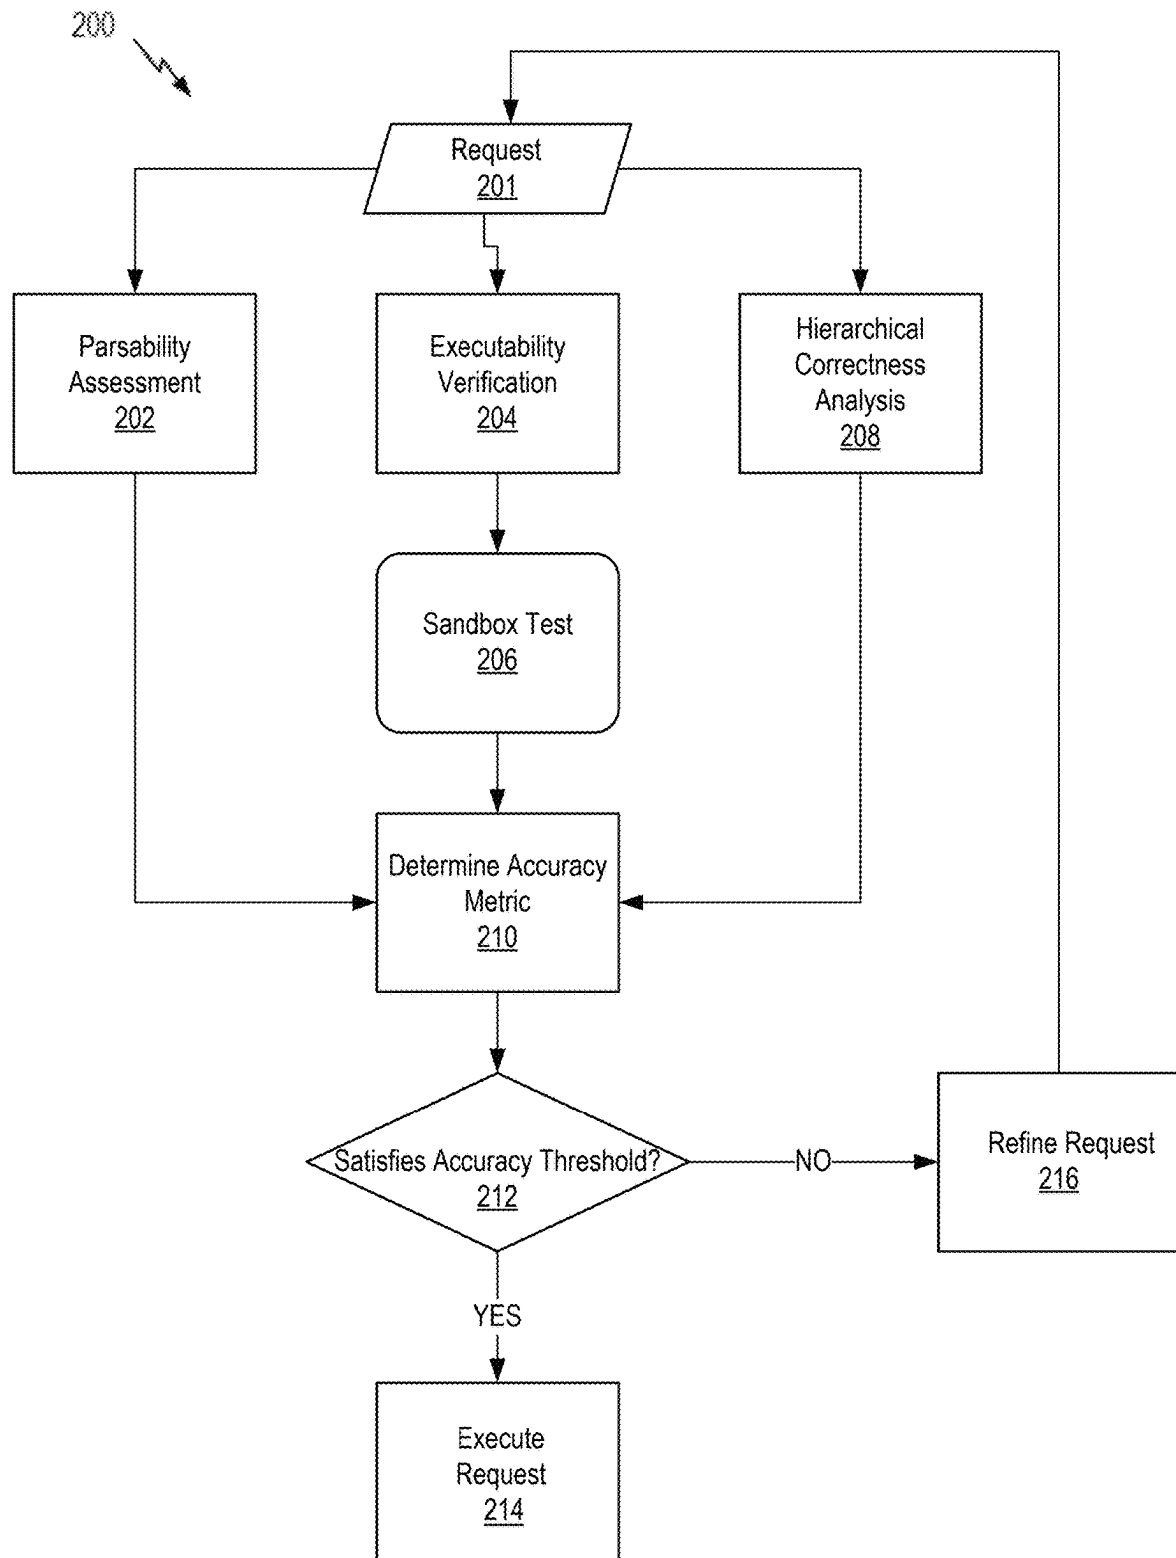 200
Request
201
Parsability
Assessment
202
Executability
Verification
204
Hierarchical
Correctness
Analysis
208
Sandbox Test
206
Determine Accuracy
Metric
210
Satisfies Accuracy Threshold?
212
NO
Refine Request
216
YES
Execute
Request
214